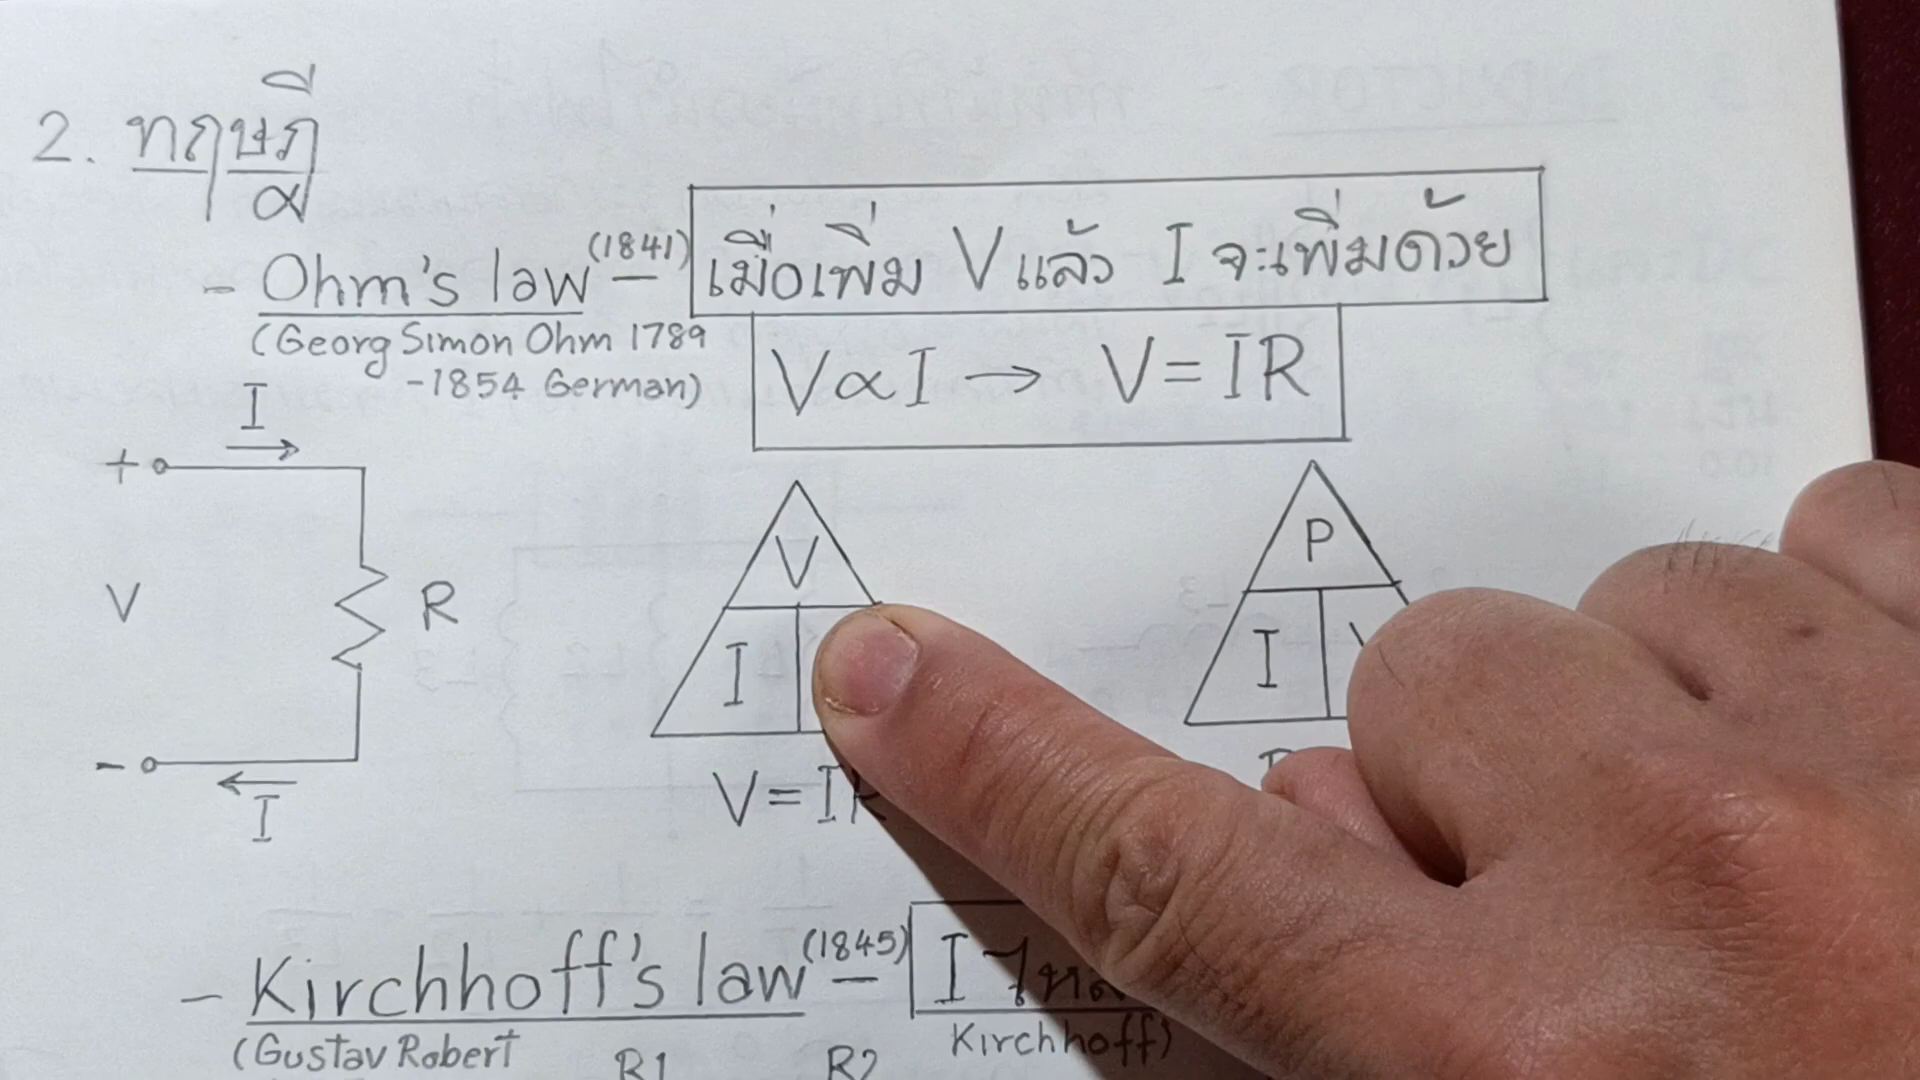 2. ทฤษฎี
- Ohm's law (1841) - เมื่อเพิ่ม V แล้ว I จะเพิ่มด้วย
(Georg Simon Ohm 1789
-1854 German)
V ∝ I → V = IR
I
+
V
R
-
I
V
I
V = IR
P
I
- Kirchhoff's law (1845) - I
(Gustav Robert
Kirchhoff)
R1
R2